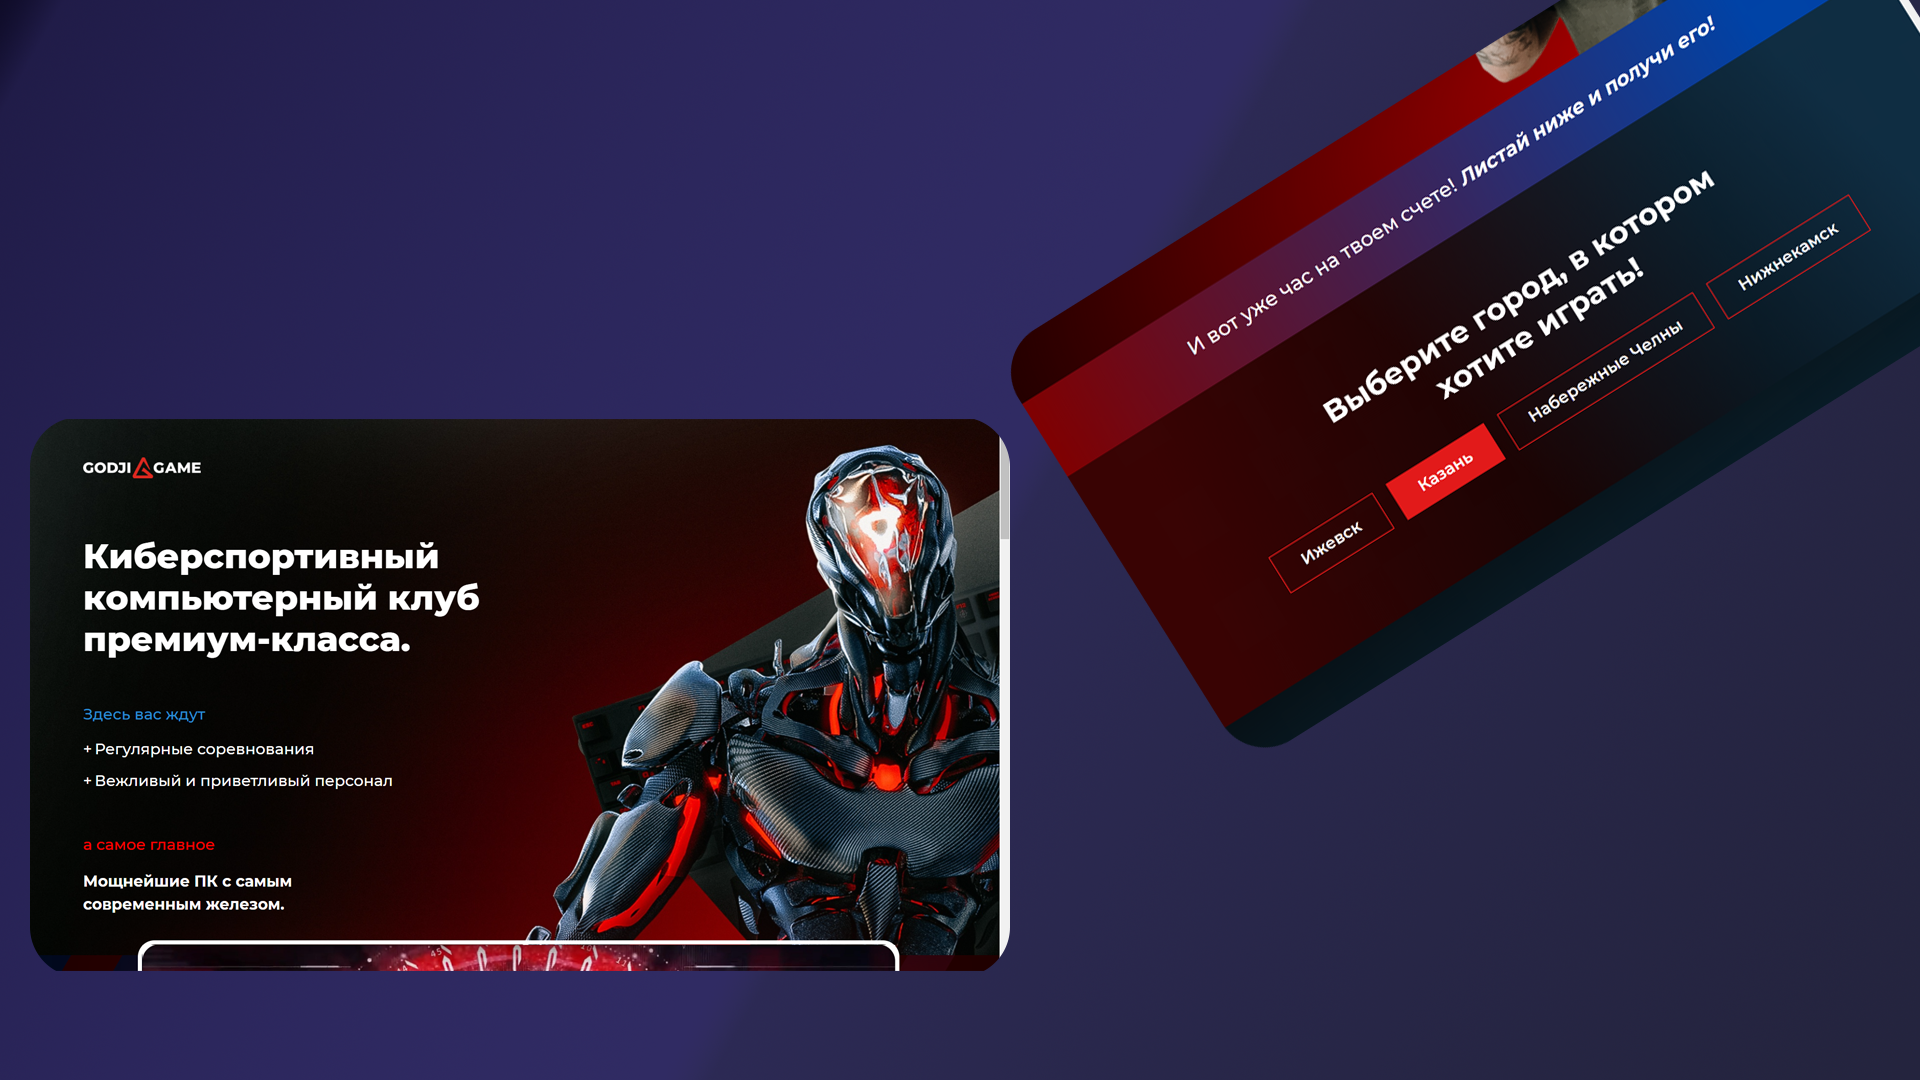 GODJI GAME
Киберспортивный
компьютерный клуб
премиум-класса.
Здесь вас ждут
+ Регулярные соревнования
+ Вежливый и приветливый персонал
а самое главное
Мощнейшие ПК с самым
современным железом.
И вот уже час на твоем счете! Листай ниже и получи его!
Выберите город, в котором
хотите играть!
Ижевск
Казань
Набережные Челны
Нижнекамск